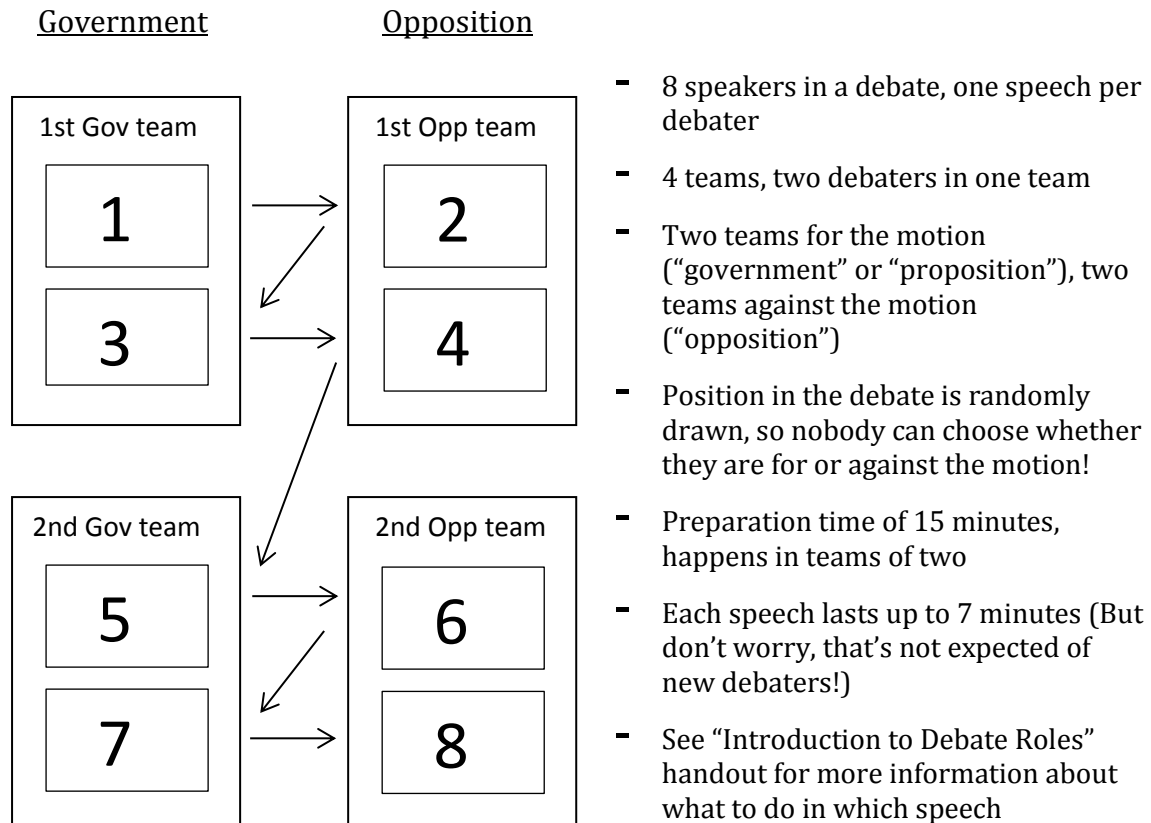 Government
Opposition
1st Gov team
1
3
1st Opp team
2
4
2nd Gov team
5
7
2nd Opp team
6
8
- 8 speakers in a debate, one speech per
debater
- 4 teams, two debaters in one team
- Two teams for the motion
(“government” or “proposition”), two
teams against the motion
(“opposition”)
- Position in the debate is randomly
drawn, so nobody can choose whether
they are for or against the motion!
- Preparation time of 15 minutes,
happens in teams of two
- Each speech lasts up to 7 minutes (But
don’t worry, that’s not expected of
new debaters!)
- See “Introduction to Debate Roles”
handout for more information about
what to do in which speech